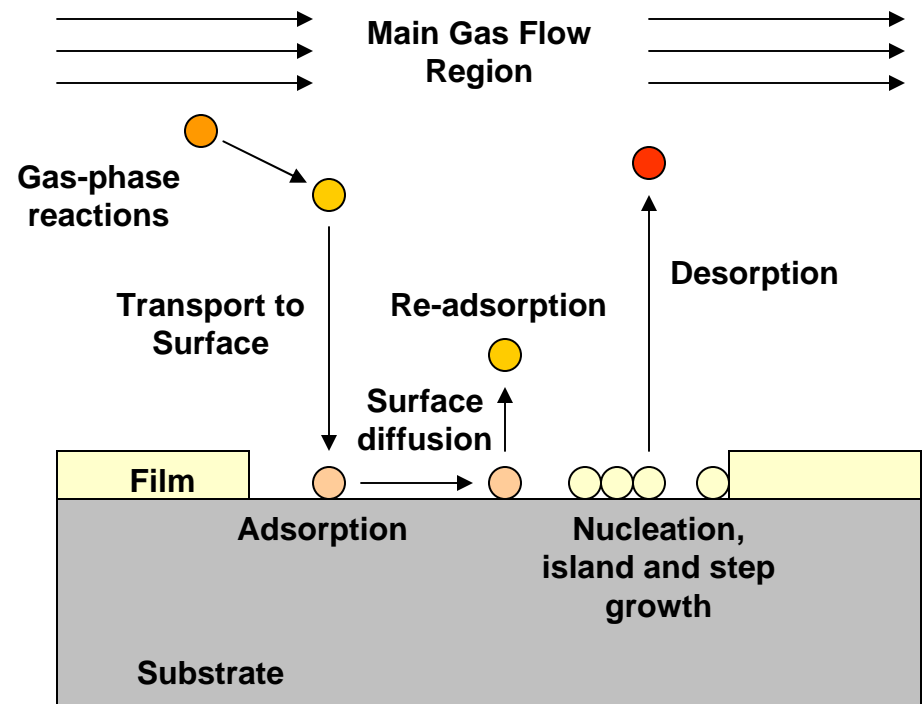 Main Gas Flow
Region
Gas-phase
reactions
Desorption
Transport to
Surface
Re-adsorption
Surface
diffusion
Film
Adsorption
Nucleation,
island and step
growth
Substrate